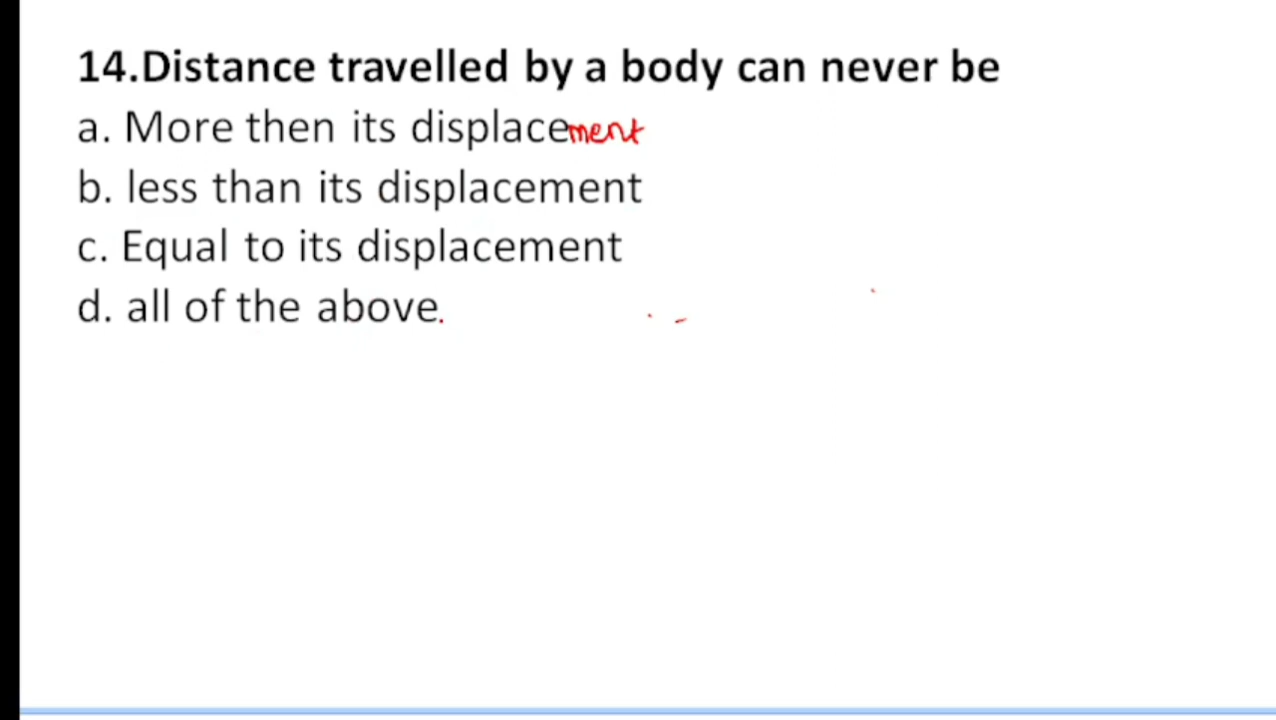 14.Distance travelled by a body can never be
a. More then its displacement
b. less than its displacement
c. Equal to its displacement
d. all of the above.